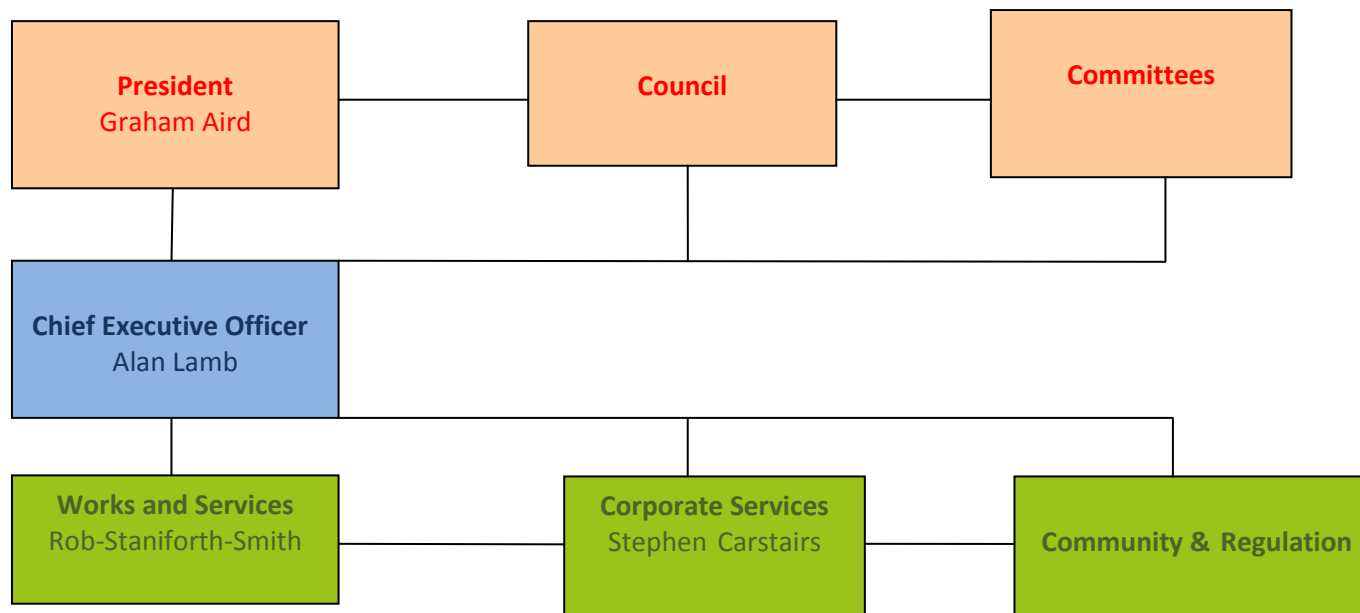 President
Graham Aird
Council
Committees
Chief Executive Officer
Alan Lamb
Works and Services
Rob-Staniforth-Smith
Corporate Services
Stephen Carstairs
Community & Regulation